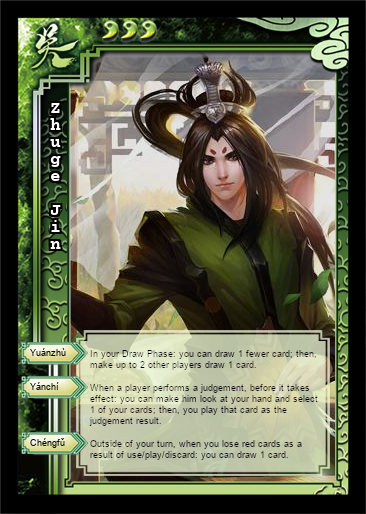 吳
Zhuge Jin
Yuánzhù
In your Draw Phase: you can draw 1 fewer card; then,
make up to 2 other players draw 1 card.
Yánchí
When a player performs a judgement, before it takes
effect: you can make him look at your hand and select
1 of your cards; then, you play that card as the
judgement result.
Chéngfǔ
Outside of your turn, when you lose red cards as a
result of use/play/discard: you can draw 1 card.